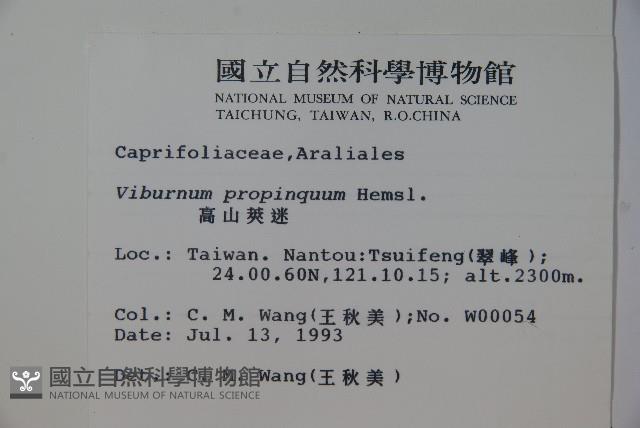 國立自然科學博物館
NATIONAL MUSEUM OF NATURAL SCIENCE
TAICHUNG, TAIWAN, R.O.CHINA
Caprifoliaceae,Araliales
Viburnum propinquum Hemsl.
高山莢迷
Loc.: Taiwan. Nantou:Tsuifeng(翠峰);
24.00.60N,121.10.15; alt.2300m.
Col.: C. M. Wang(王秋美);No. W00054
Date: Jul. 13, 1993
Det.: C. M. Wang(王秋美)
國立自然科學博物館
NATIONAL MUSEUM OF NATURAL SCIENCE